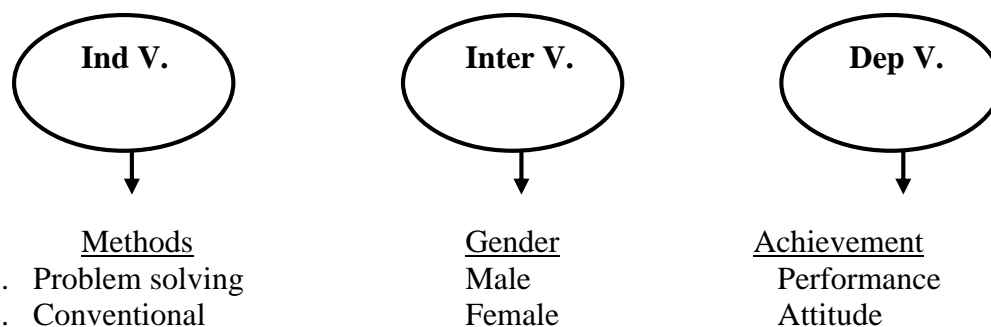 Ind V. Inter V. Dep V.
Methods Gender Achievement
. Problem solving Male Performance
. Conventional Female Attitude